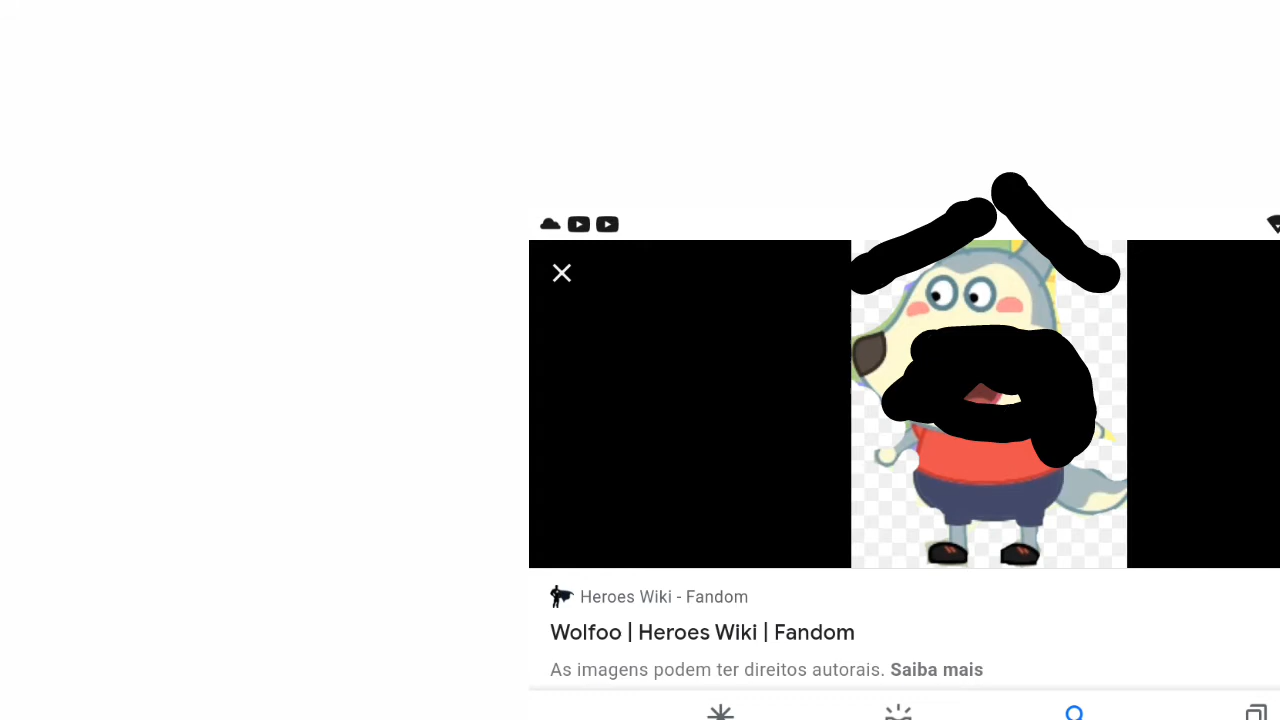 Heroes Wiki - Fandom
Wolfoo | Heroes Wiki | Fandom
As imagens podem ter direitos autorais. Saiba mais